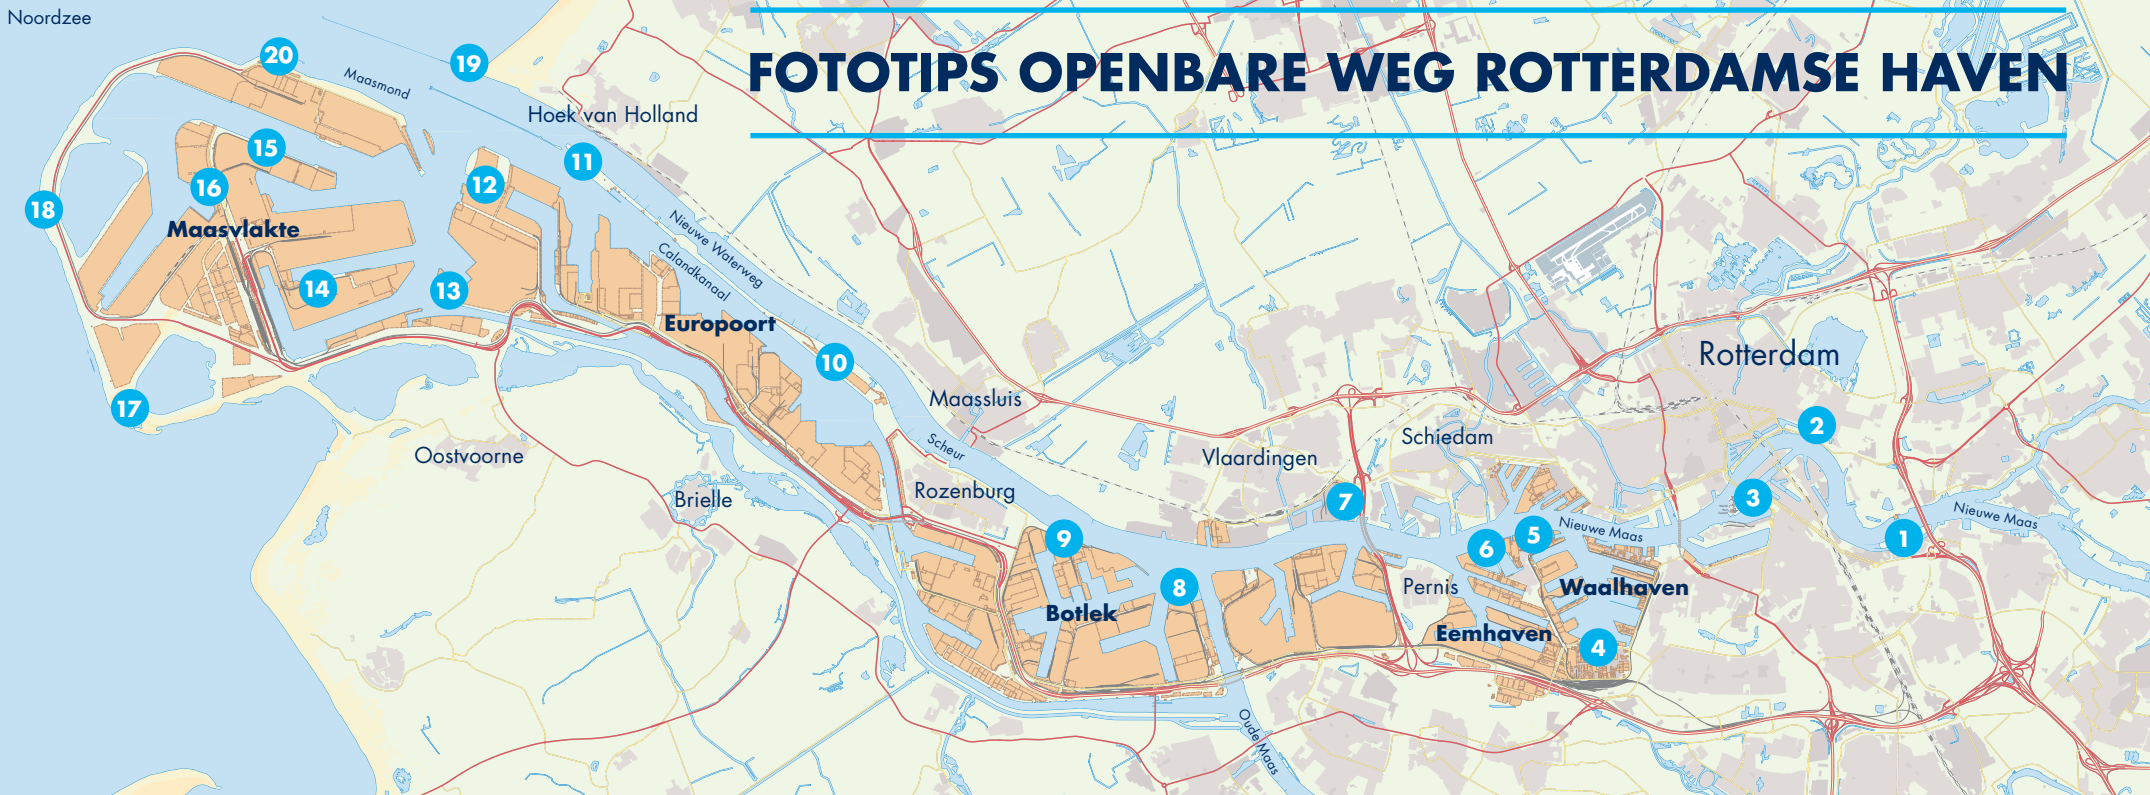 Noordzee
FOTOTIPS OPENBARE WEG ROTTERDAMSE HAVEN
20
19
Maasmond
Hoek van Holland
15
11
12
16
18
Maasvlakte
Nieuwe Waterweg
Calandkanaal
14
13
Europoort
Rotterdam
10
17
Maassluis
2
Schiedam
Oostvoorne
Scheur
Vlaardingen
Brielle
Rozenburg
7
3
Nieuwe Maas
9
6
5
Nieuwe Maas
1
8
Pernis
Waalhaven
Botlek
Eemhaven
4
Oude Maas